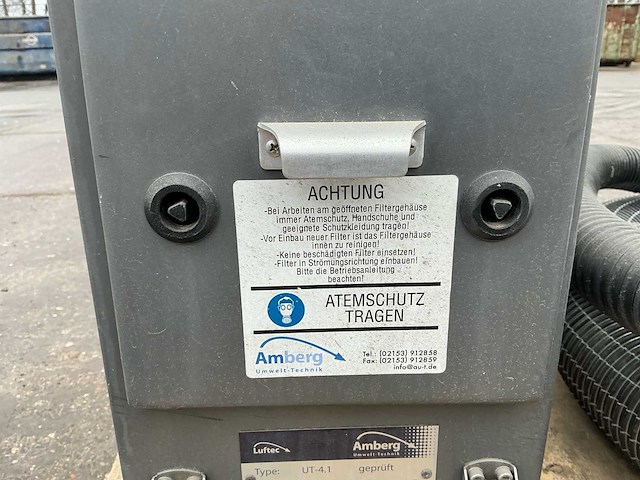 ACHTUNG
-Bei Arbeiten am geöffneten Filtergehäuse
immer Atemschutz, Handschuhe und
geeignete Schutzkleidung tragen!
-Vor Einbau neuer Filter ist das Filtergehäuse
innen zu reinigen!
-Keine beschädigten Filter einsetzen!
-Filter in Strömungsrichtung einbauen!
Bitte die Betriebsanleitung
beachten!
ATEMSCHUTZ
TRAGEN
Amberg
Umwelt-Technik
Tel.: (02153) 912858
Fax: (02153) 912859
info@au-t.de
Luftec
Amberg
Umwelt-Technik
Type: UT-4.1 geprüft